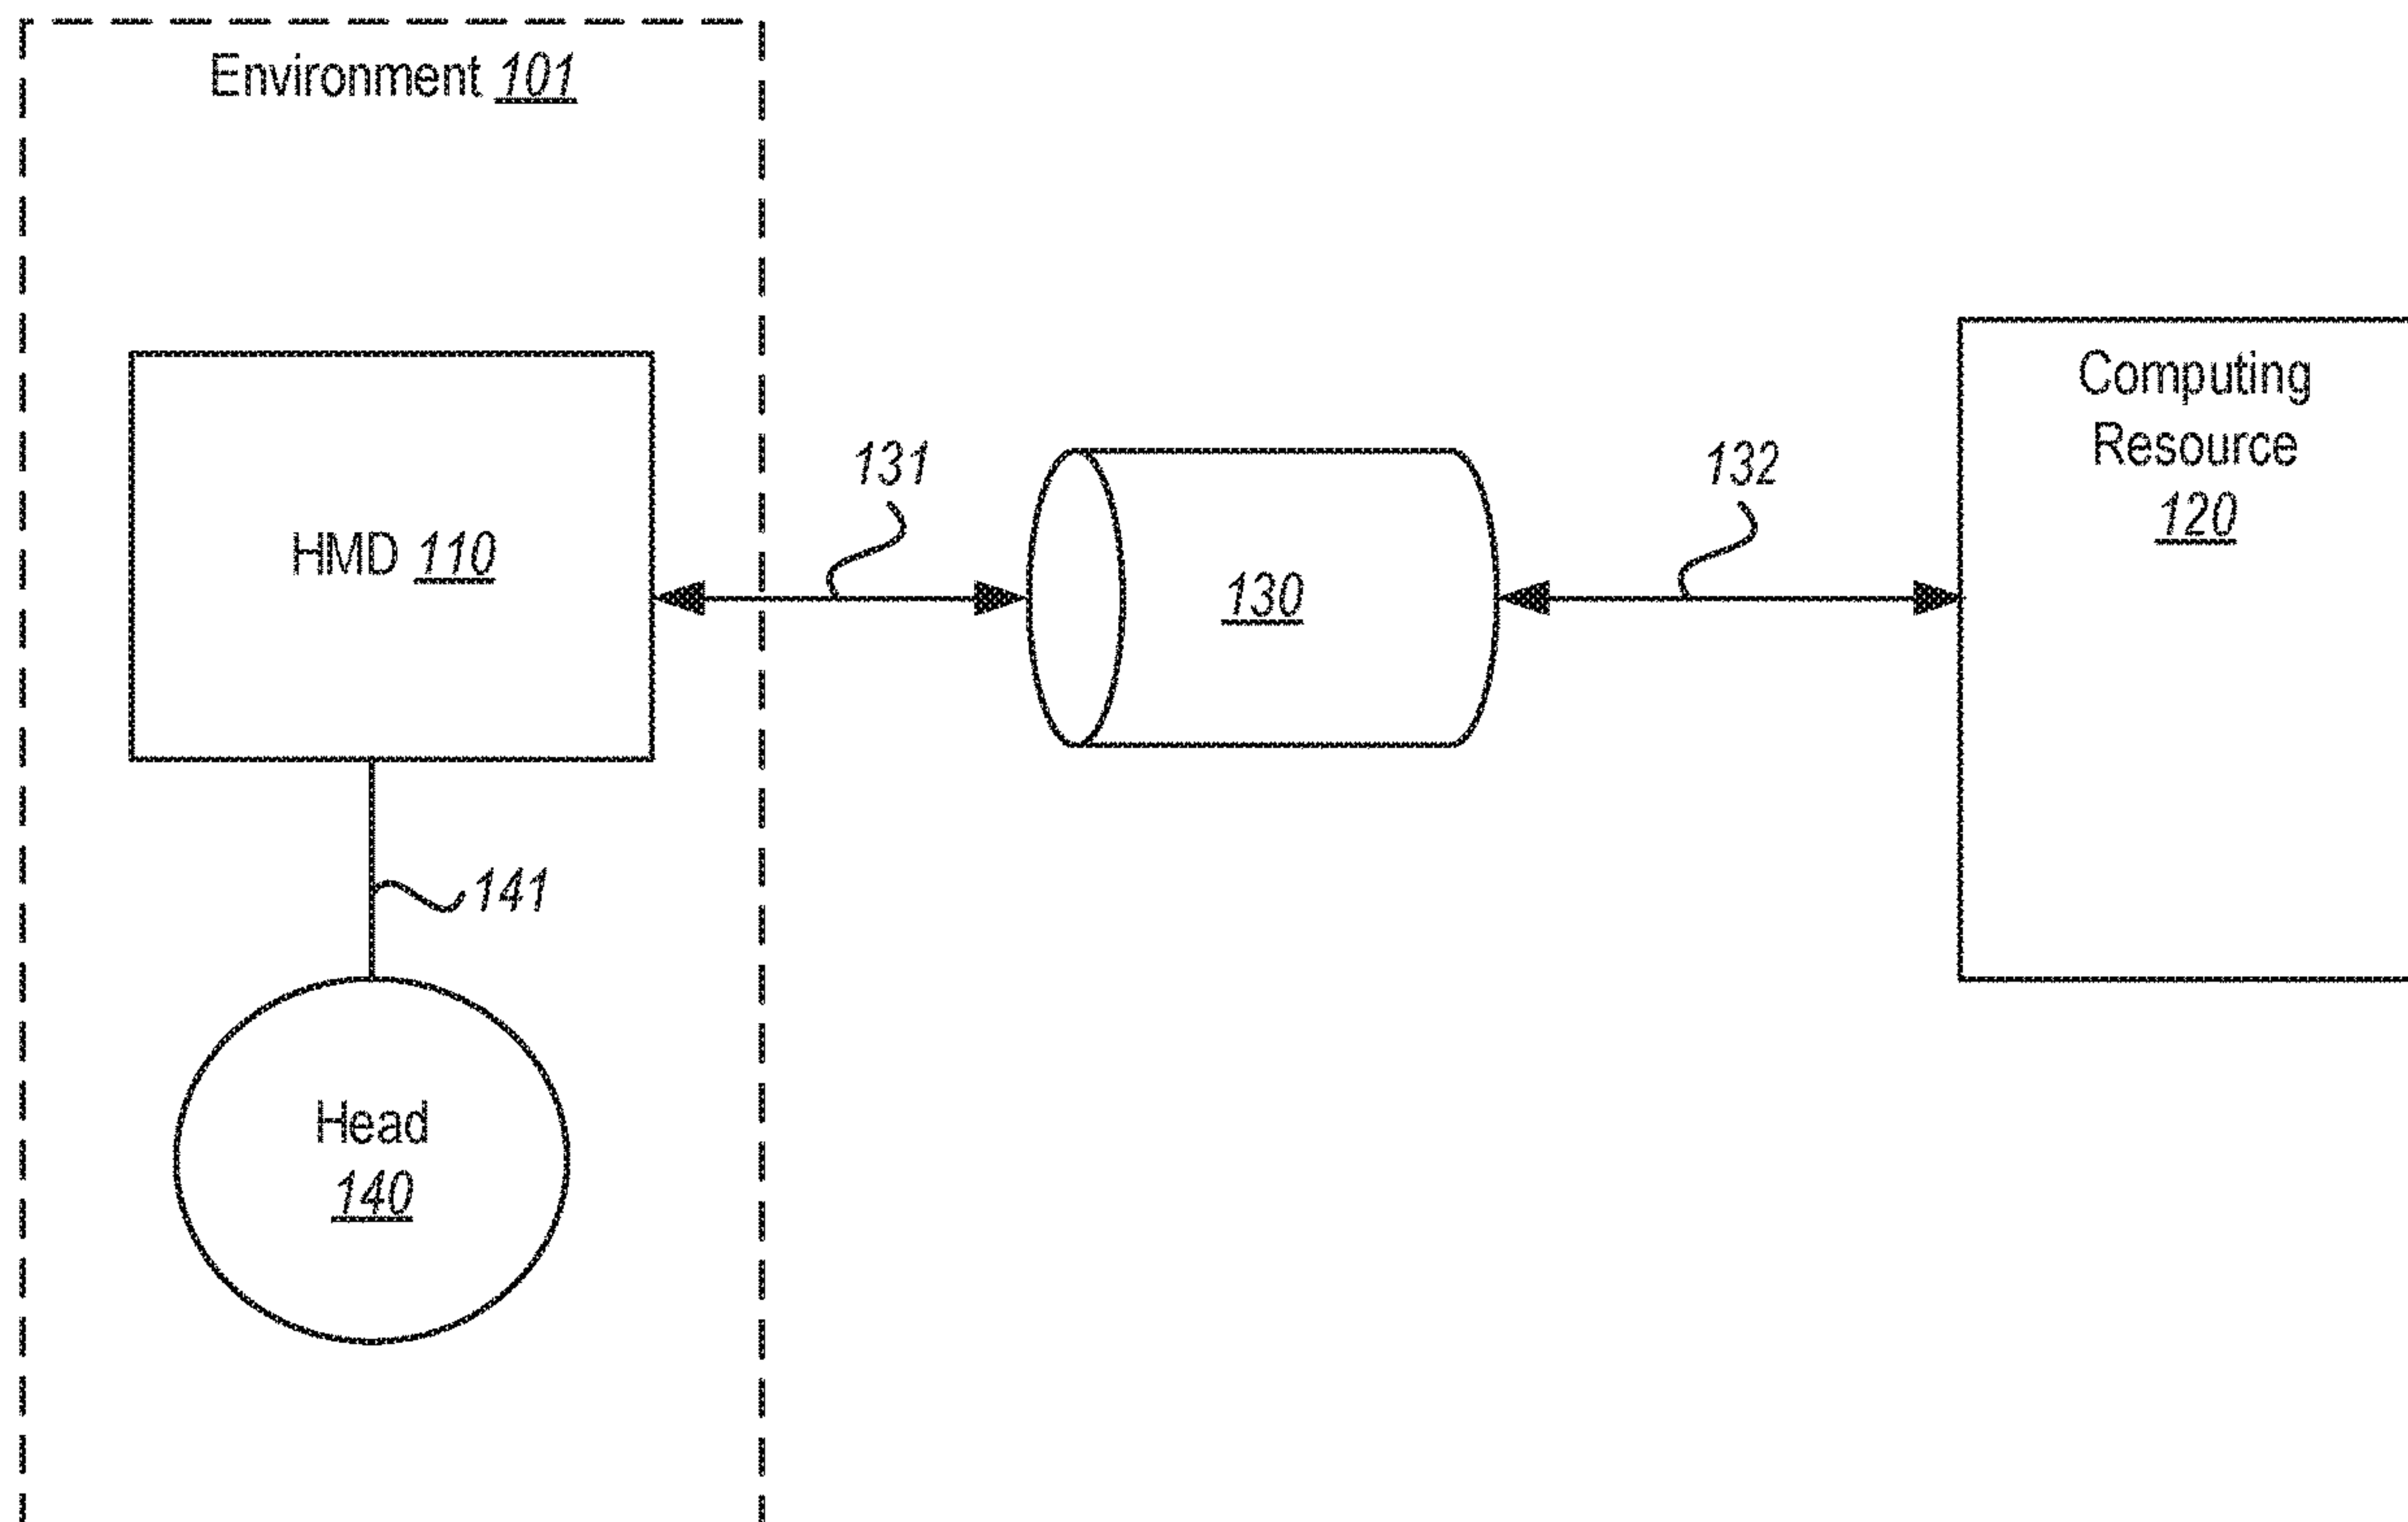 Environment 101
HMD 110
131
130
132
Computing
Resource
120
141
Head
140